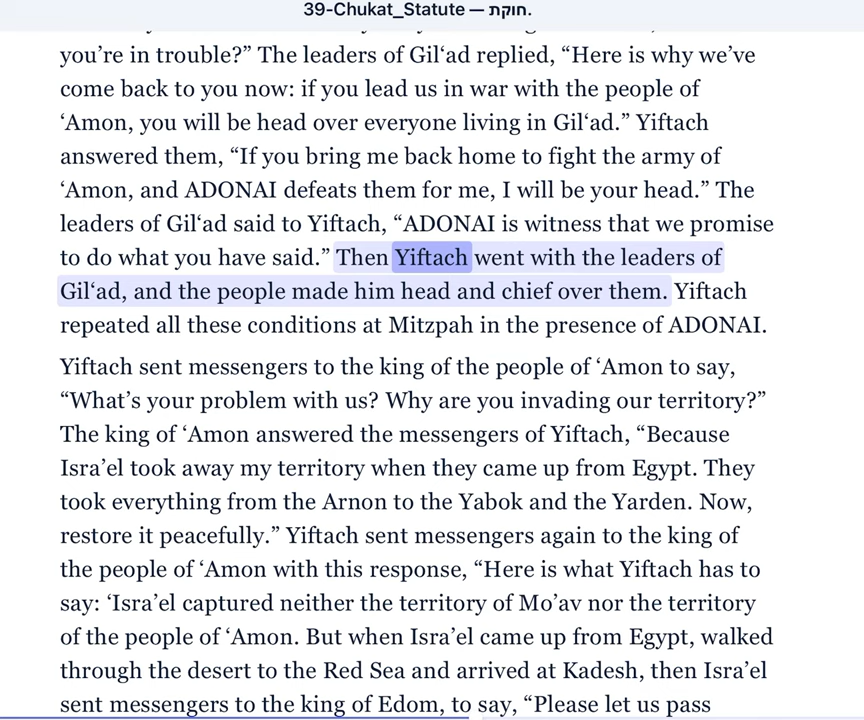 39-Chukat_Statute — חוקת.
you’re in trouble?” The leaders of Gil‘ad replied, “Here is why we’ve
come back to you now: if you lead us in war with the people of
‘Amon, you will be head over everyone living in Gil‘ad.” Yiftach
answered them, “If you bring me back home to fight the army of
‘Amon, and ADONAI defeats them for me, I will be your head.” The
leaders of Gil‘ad said to Yiftach, “ADONAI is witness that we promise
to do what you have said.” Then Yiftach went with the leaders of
Gil‘ad, and the people made him head and chief over them. Yiftach
repeated all these conditions at Mitzpah in the presence of ADONAI.
Yiftach sent messengers to the king of the people of ‘Amon to say,
“What’s your problem with us? Why are you invading our territory?”
The king of ‘Amon answered the messengers of Yiftach, “Because
Isra’el took away my territory when they came up from Egypt. They
took everything from the Arnon to the Yabok and the Yarden. Now,
restore it peacefully.” Yiftach sent messengers again to the king of
the people of ‘Amon with this response, “Here is what Yiftach has to
say: ‘Isra’el captured neither the territory of Mo’av nor the territory
of the people of ‘Amon. But when Isra’el came up from Egypt, walked
through the desert to the Red Sea and arrived at Kadesh, then Isra’el
sent messengers to the king of Edom, to say, “Please let us pass